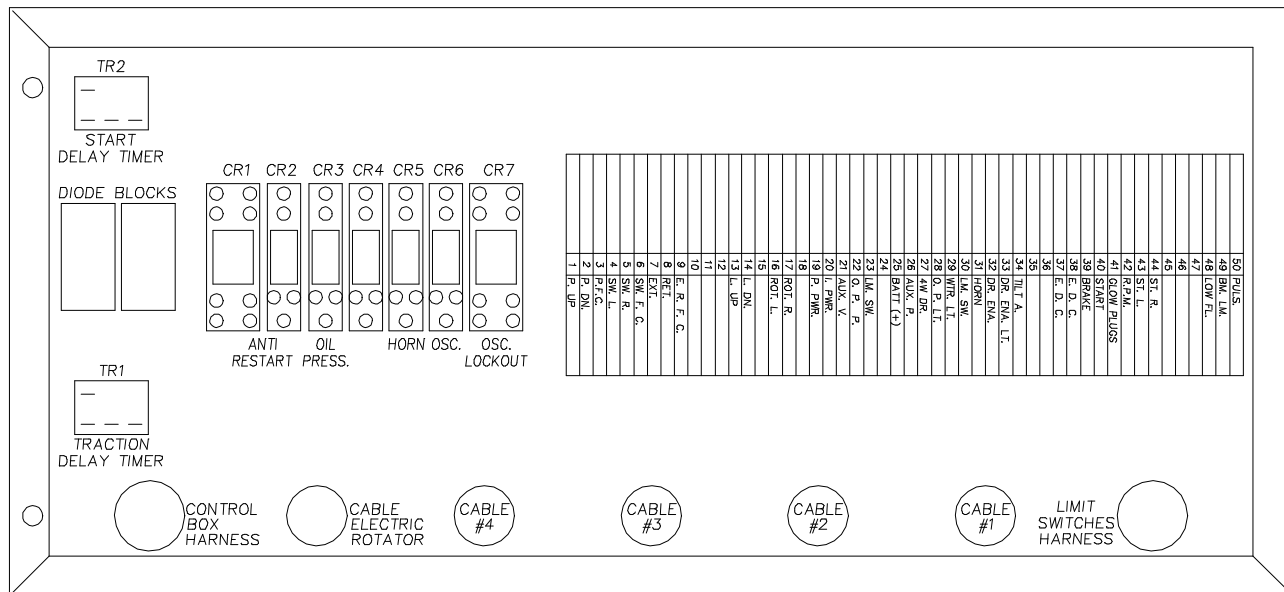 TR2
START
DELAY TIMER
DIODE BLOCKS
CR1 CR2 CR3 CR4 CR5 CR6 CR7
ANTI
RESTART
OIL
PRESS.
HORN OSC.
OSC.
LOCKOUT
1 P. UP
2 P. DN.
3 P.F.C.
4 SW. L.
5 SW. R.
6 SW. F. C.
7 EXT.
8 RET.
9 E. R. F. C.
10
11
12
13 L. UP
14 L. DN.
15
16 ROT. L.
17 ROT. R.
18
19 P. PWR.
20 I. PWR.
21 AUX. V.
22 O. P. P.
23 LM. SW.
24
25 BATT (+)
26 AUX. P.
27 4W DR.
28 O. P. LT.
29 WTR. LT.
30 LM. SW.
31 HORN
32 DR. ENA.
33 DR. ENA. LT.
34 TILT A.
35
36
37 E. D. C.
38 E. D. C.
39 BRAKE
40 START
41 GLOW PLUGS
42 R.P.M.
43 ST. L.
44 ST. R.
45
46
47
48 LOW FL.
49 BM. LM.
50 PULS.
TR1
TRACTION
DELAY TIMER
CONTROL
BOX
HARNESS
CABLE
ELECTRIC
ROTATOR
CABLE
#4
CABLE
#3
CABLE
#2
CABLE
#1
LIMIT
SWITCHES
HARNESS